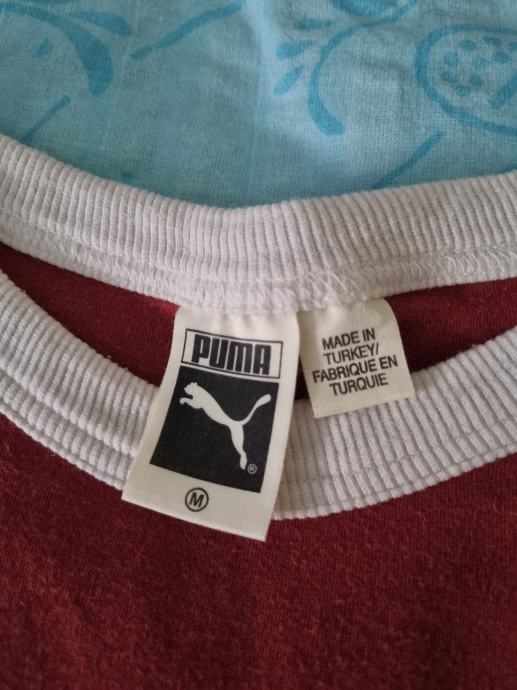 PUMA
®
M
MADE IN
TURKEY/
FABRIQUE EN
TURQUIE